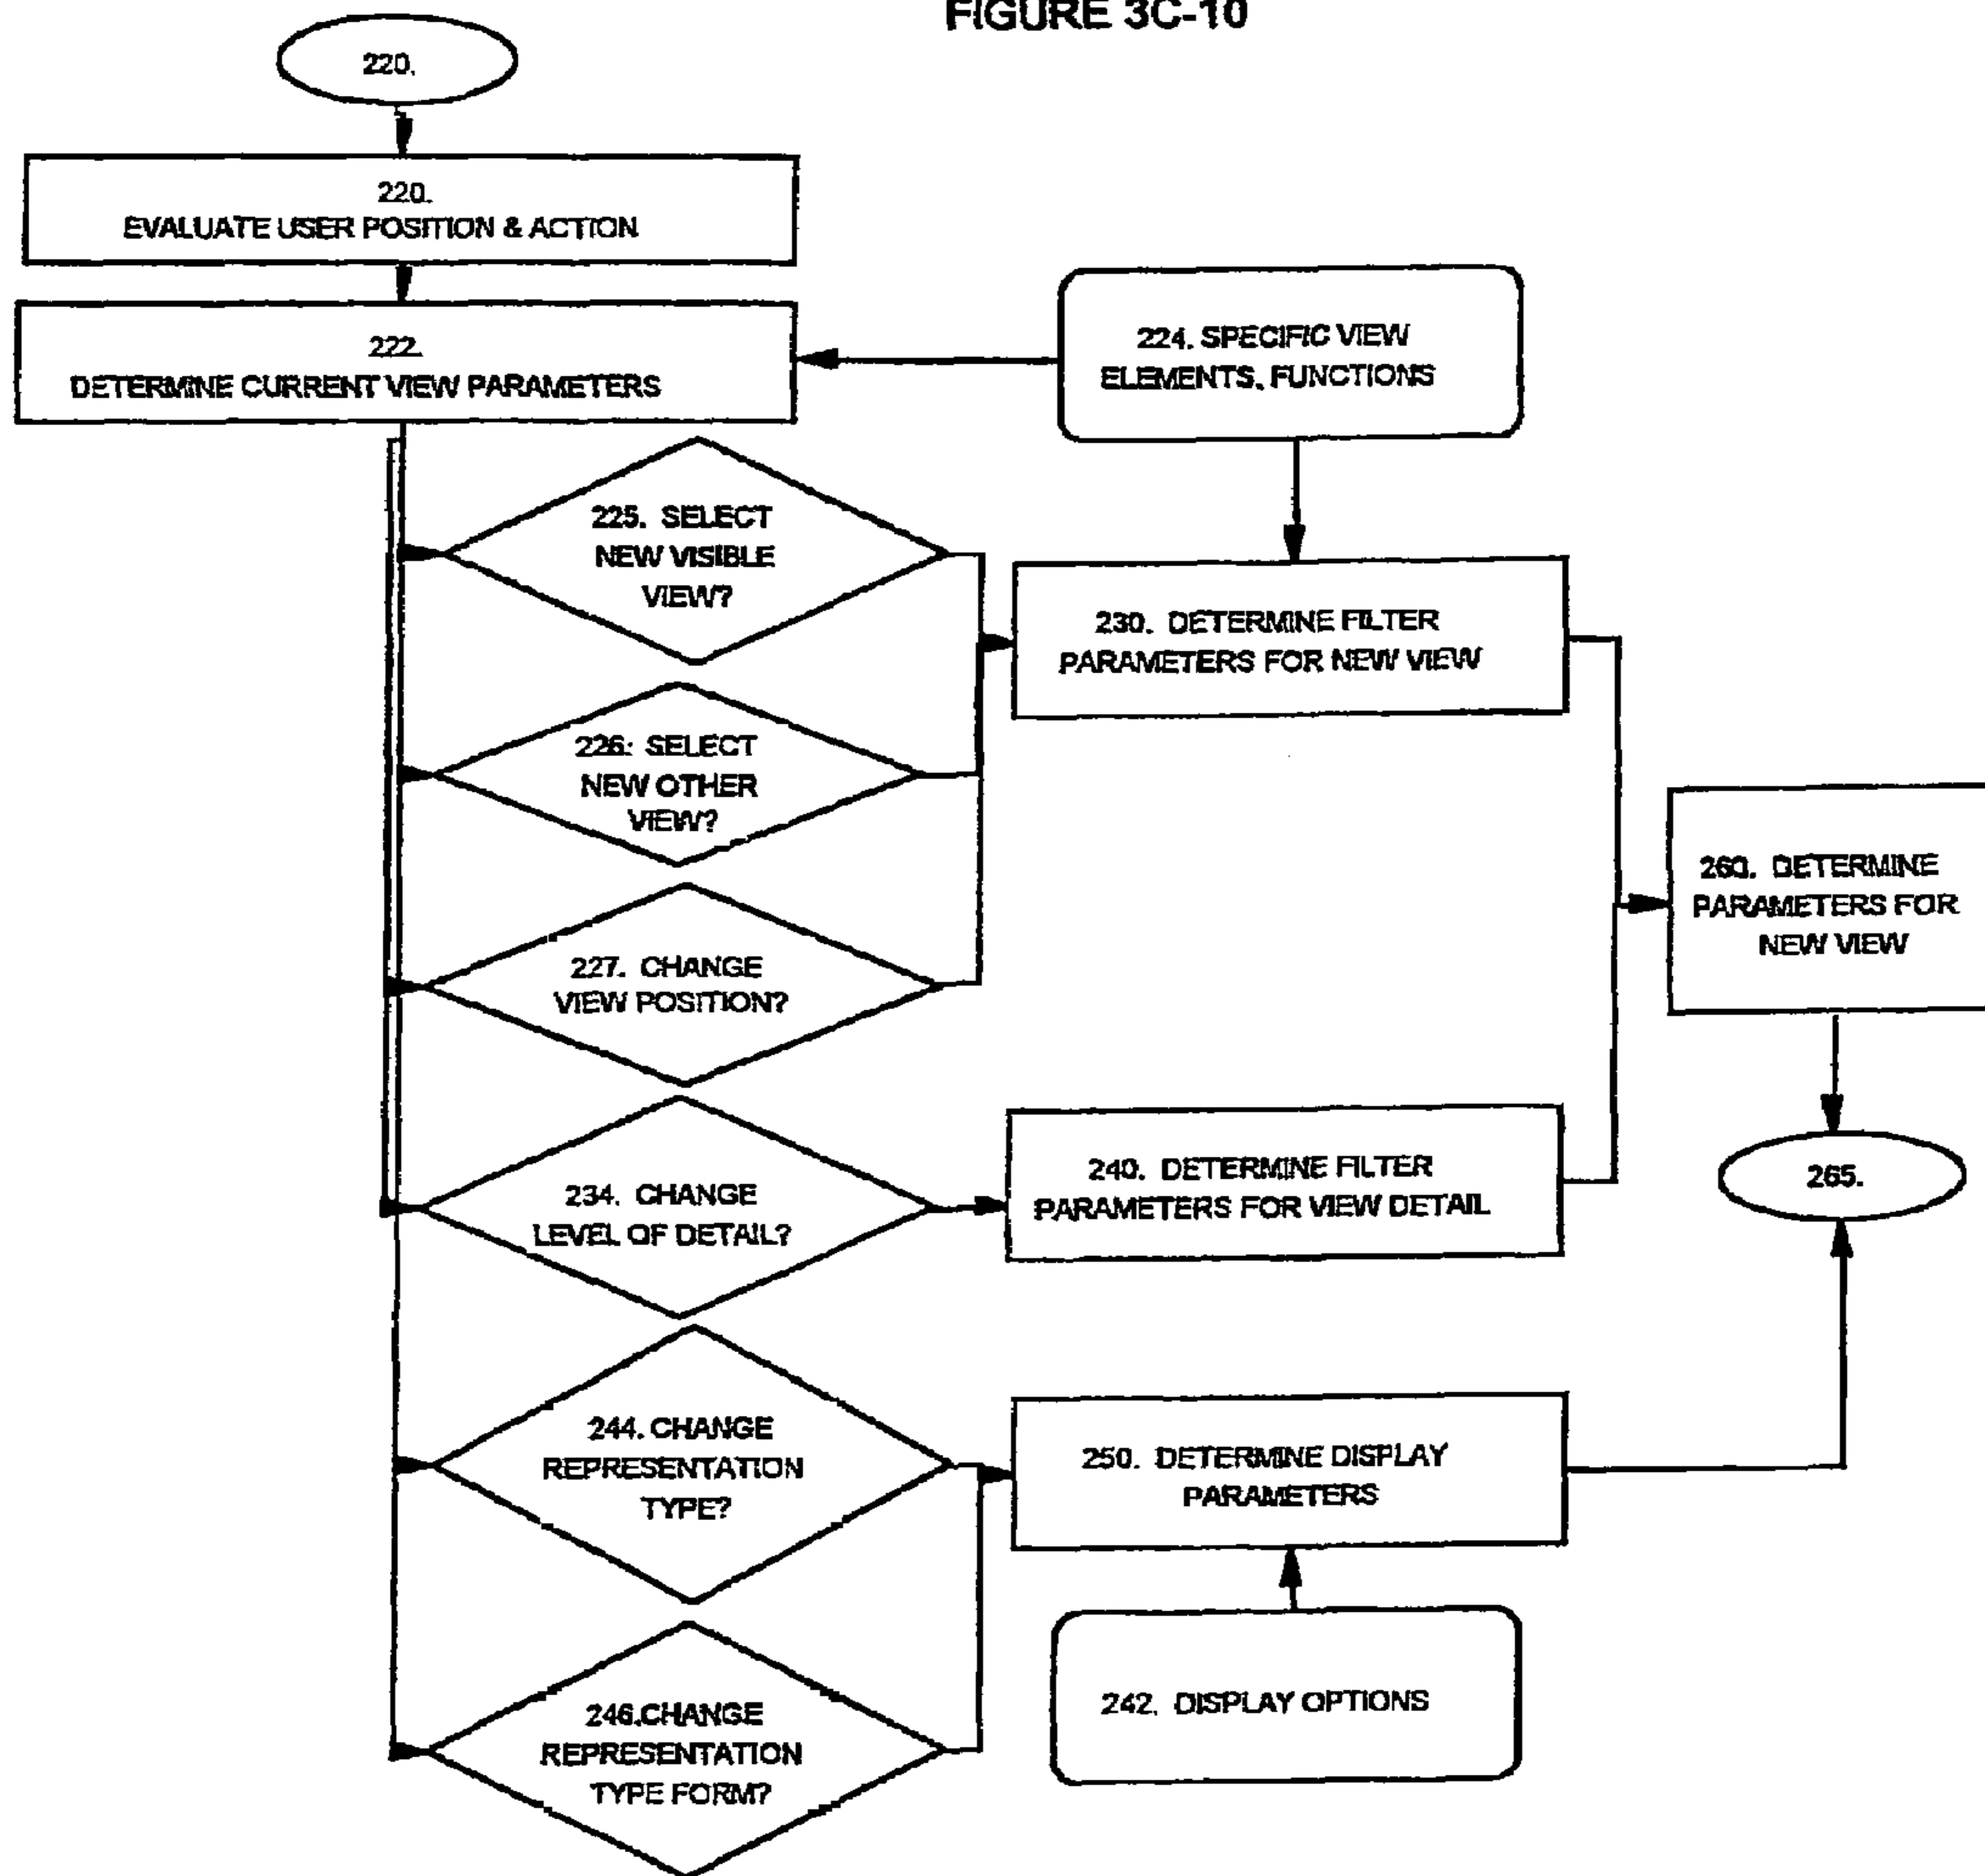 FIGURE 3C-10
220.
220.
EVALUATE USER POSITION & ACTION
222.
DETERMINE CURRENT VIEW PARAMETERS
224. SPECIFIC VIEW
ELEMENTS, FUNCTIONS
225. SELECT
NEW VISIBLE
VIEW?
230. DETERMINE FILTER
PARAMETERS FOR NEW VIEW
226: SELECT
NEW OTHER
VIEW?
260. DETERMINE
PARAMETERS FOR
NEW VIEW
227. CHANGE
VIEW POSITION?
234. CHANGE
LEVEL OF DETAIL?
240. DETERMINE FILTER
PARAMETERS FOR VIEW DETAIL
265.
244. CHANGE
REPRESENTATION
TYPE?
250. DETERMINE DISPLAY
PARAMETERS
246.CHANGE
REPRESENTATION
TYPE FORM?
242. DISPLAY OPTIONS